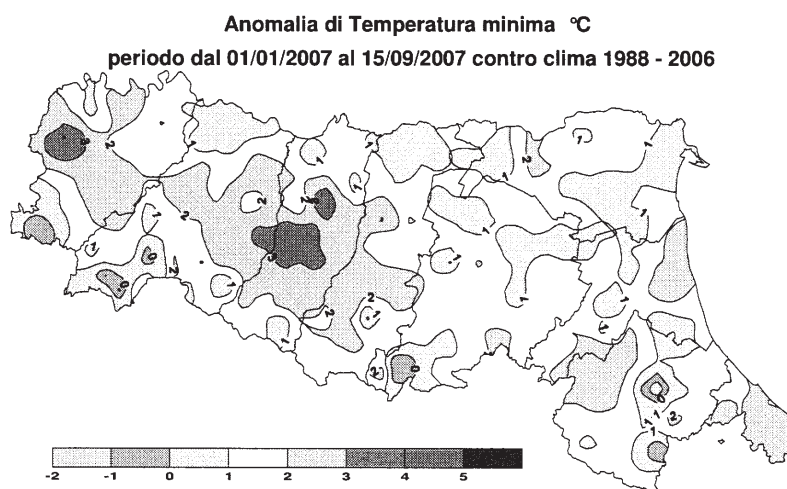 Anomalia di Temperatura minima °C
periodo dal 01/01/2007 al 15/09/2007 contro clima 1988 - 2006
-2 -1 0 1 2 3 4 5